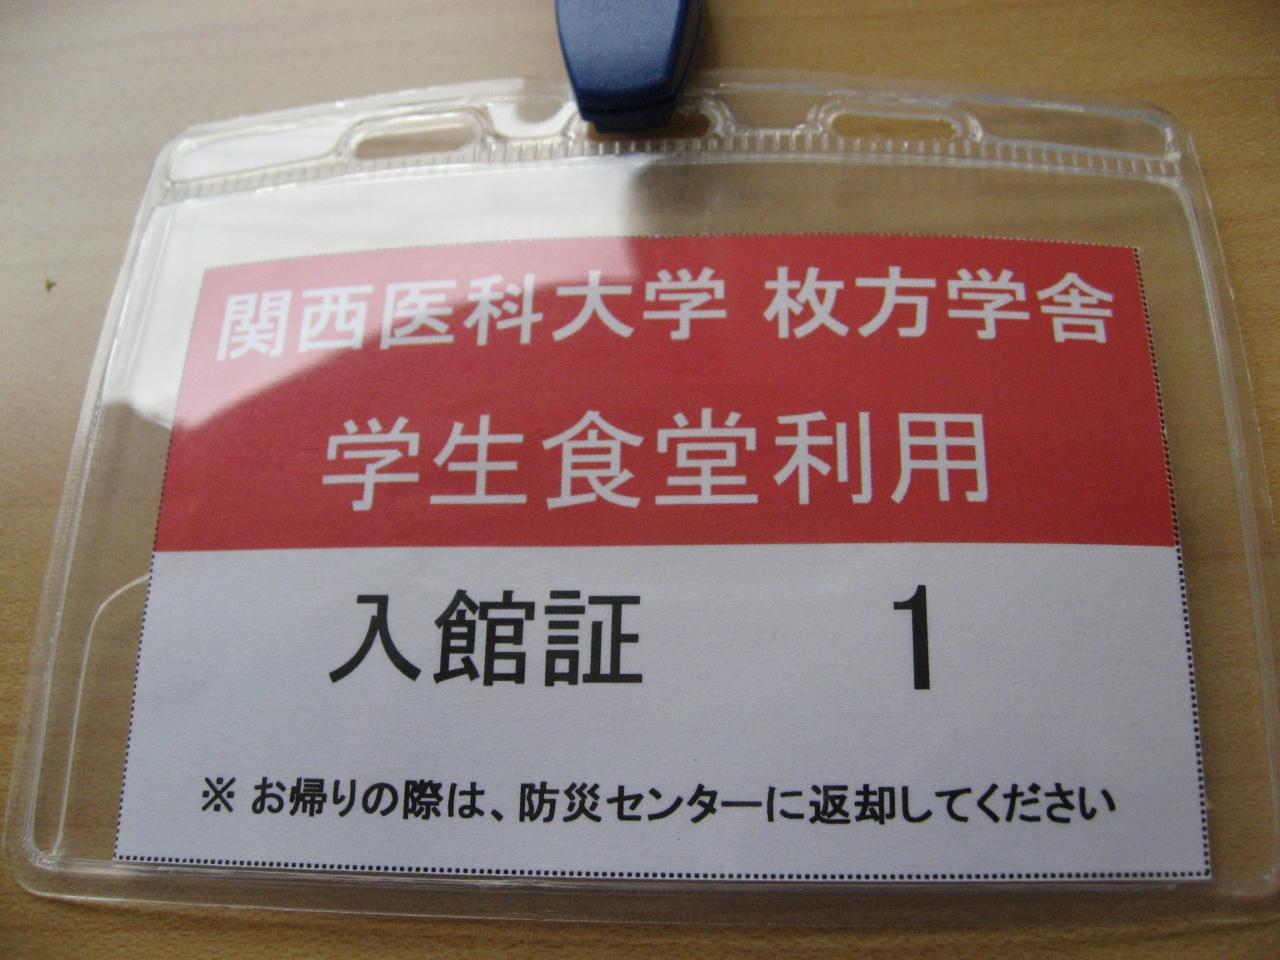 関西医科大学 枚方学舎
学生食堂利用
入館証 1
※ お帰りの際は、防災センターに返却してください